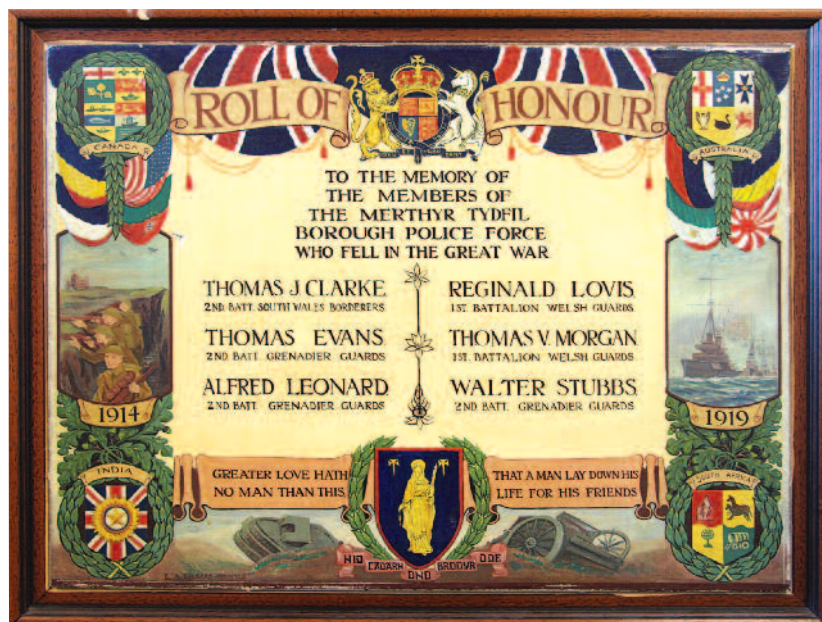 ROLL OF HONOUR
CANADA
AUSTRALIA
TO THE MEMORY OF
THE MEMBERS OF
THE MERTHYR TYDFIL
BOROUGH POLICE FORCE
WHO FELL IN THE GREAT WAR
THOMAS J CLARKE
2ND BATT. SOUTH WALES BORDERERS
THOMAS EVANS
2ND BATT. GRENADIER GUARDS
ALFRED LEONARD
2ND BATT. GRENADIER GUARDS
REGINALD LOVIS
1ST. BATTALION WELSH GUARDS
THOMAS V. MORGAN
1ST. BATTALION WELSH GUARDS
WALTER STUBBS
2ND BATT. GRENADIER GUARDS
1914
1919
INDIA
SOUTH AFRICA
GREATER LOVE HATH
NO MAN THAN THIS
THAT A MAN LAY DOWN HIS
LIFE FOR HIS FRIENDS
NID CADARN OND BRODYR DDE